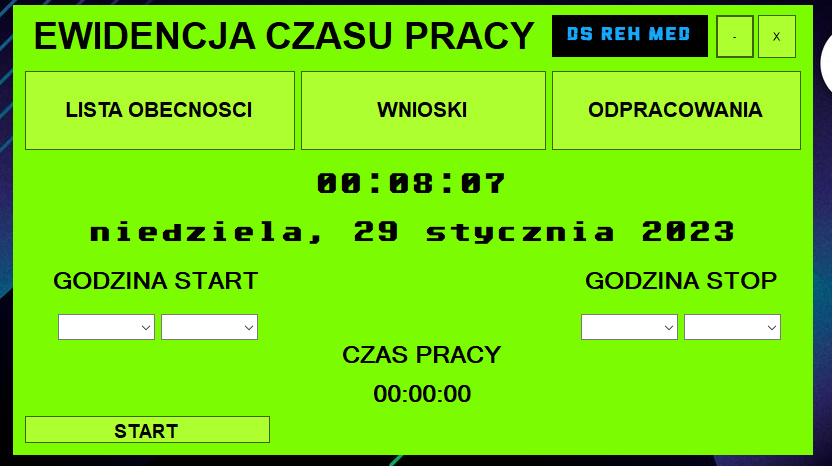 EWIDENCJA CZASU PRACY DS REH MED - X
LISTA OBECNOSCI WNIOSKI ODPRACOWANIA
00:08:07
niedziela, 29 stycznia 2023
GODZINA START GODZINA STOP
CZAS PRACY
00:00:00
START